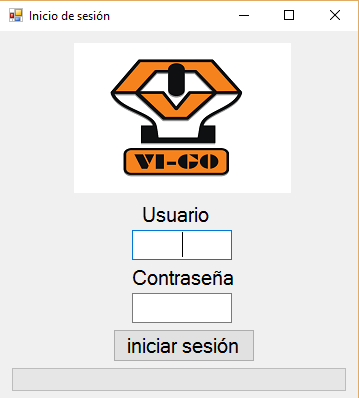 Inicio de sesión
VI-GO
Usuario
Contraseña
iniciar sesión